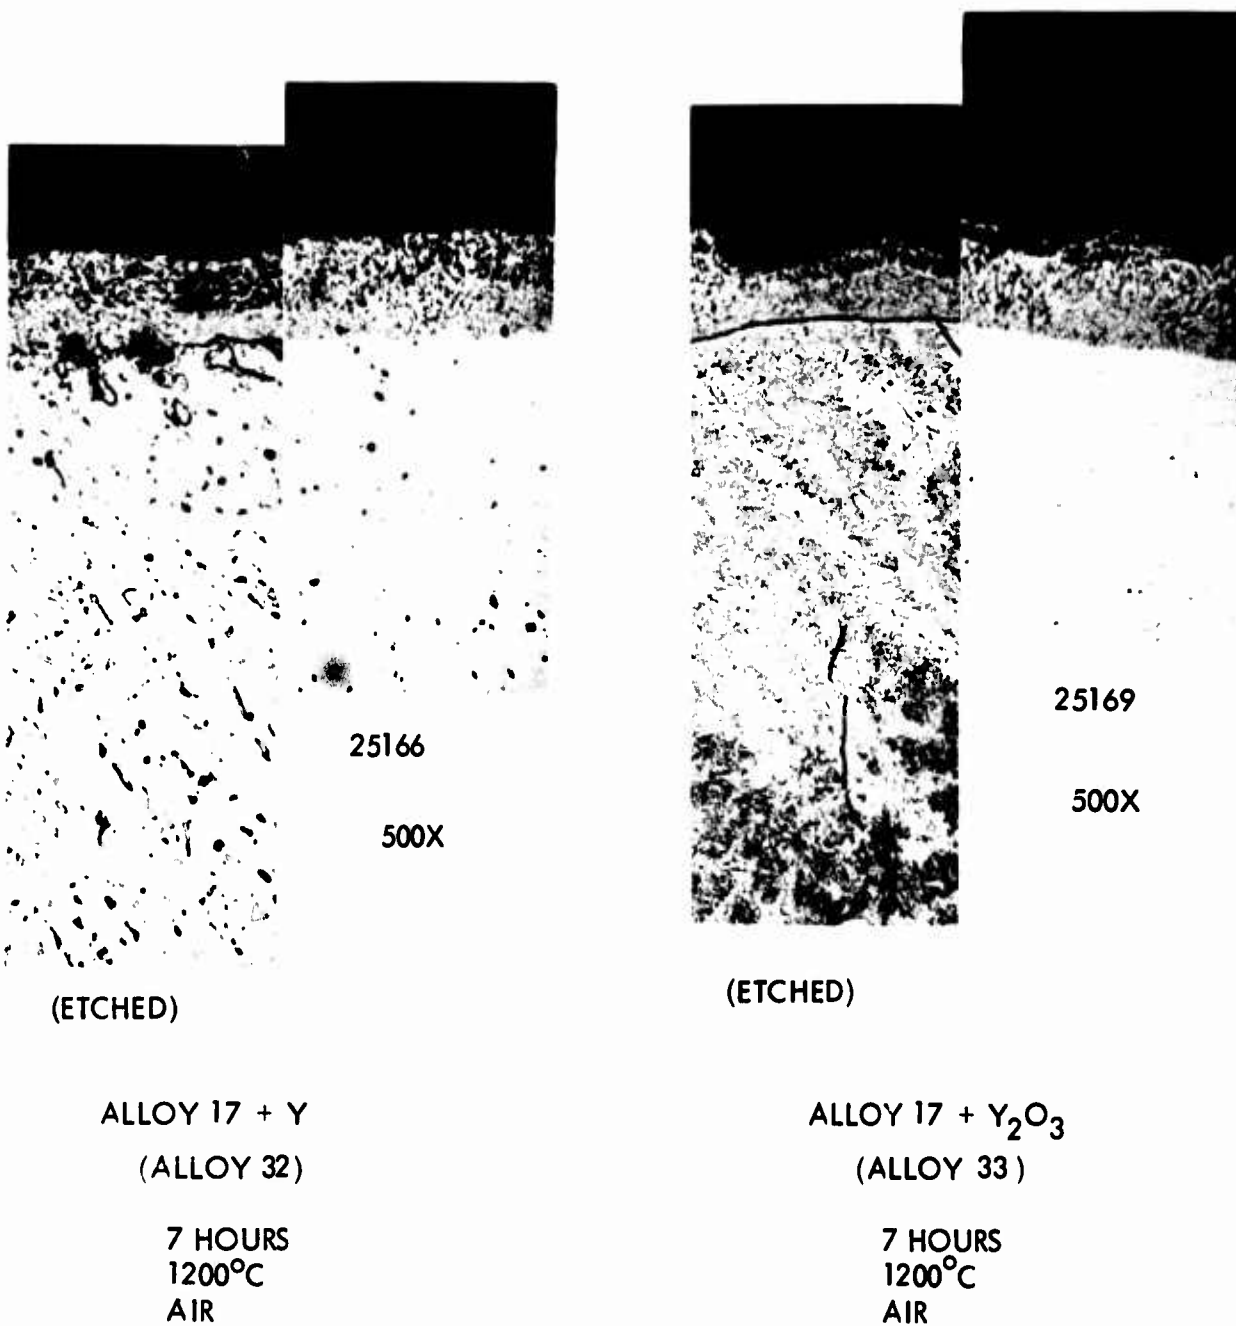 25166
500X
(ETCHED)
ALLOY 17 + Y
(ALLOY 32)
7 HOURS
1200°C
AIR
25169
500X
(ETCHED)
ALLOY 17 + Y₂O₃
(ALLOY 33)
7 HOURS
1200°C
AIR